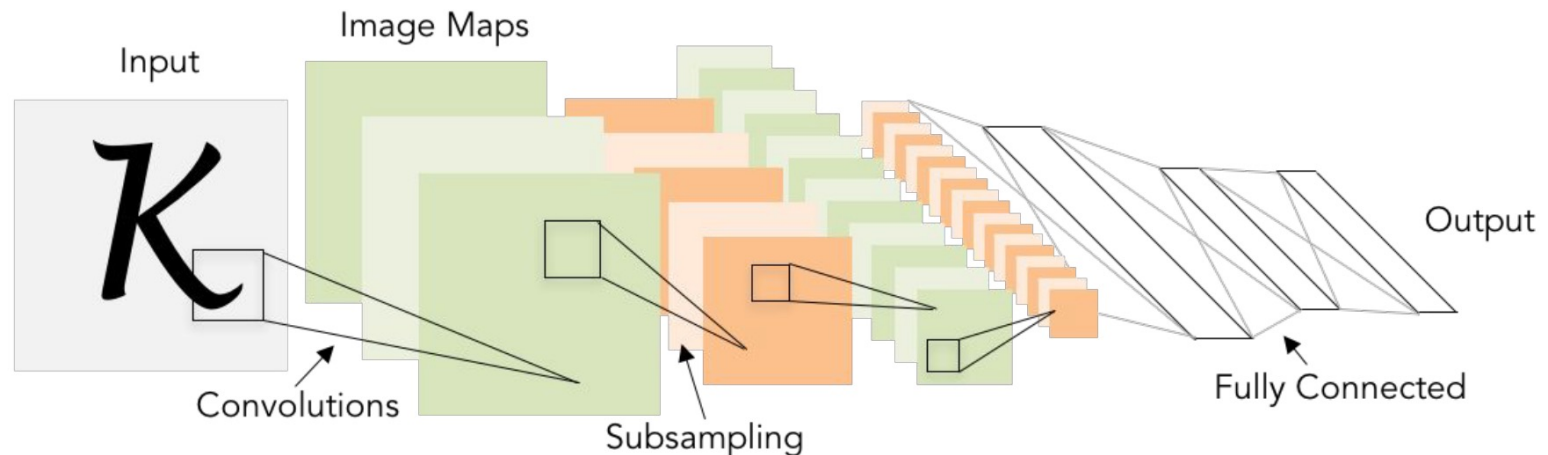 Image Maps
Input
K
Output
Convolutions
Fully Connected
Subsampling